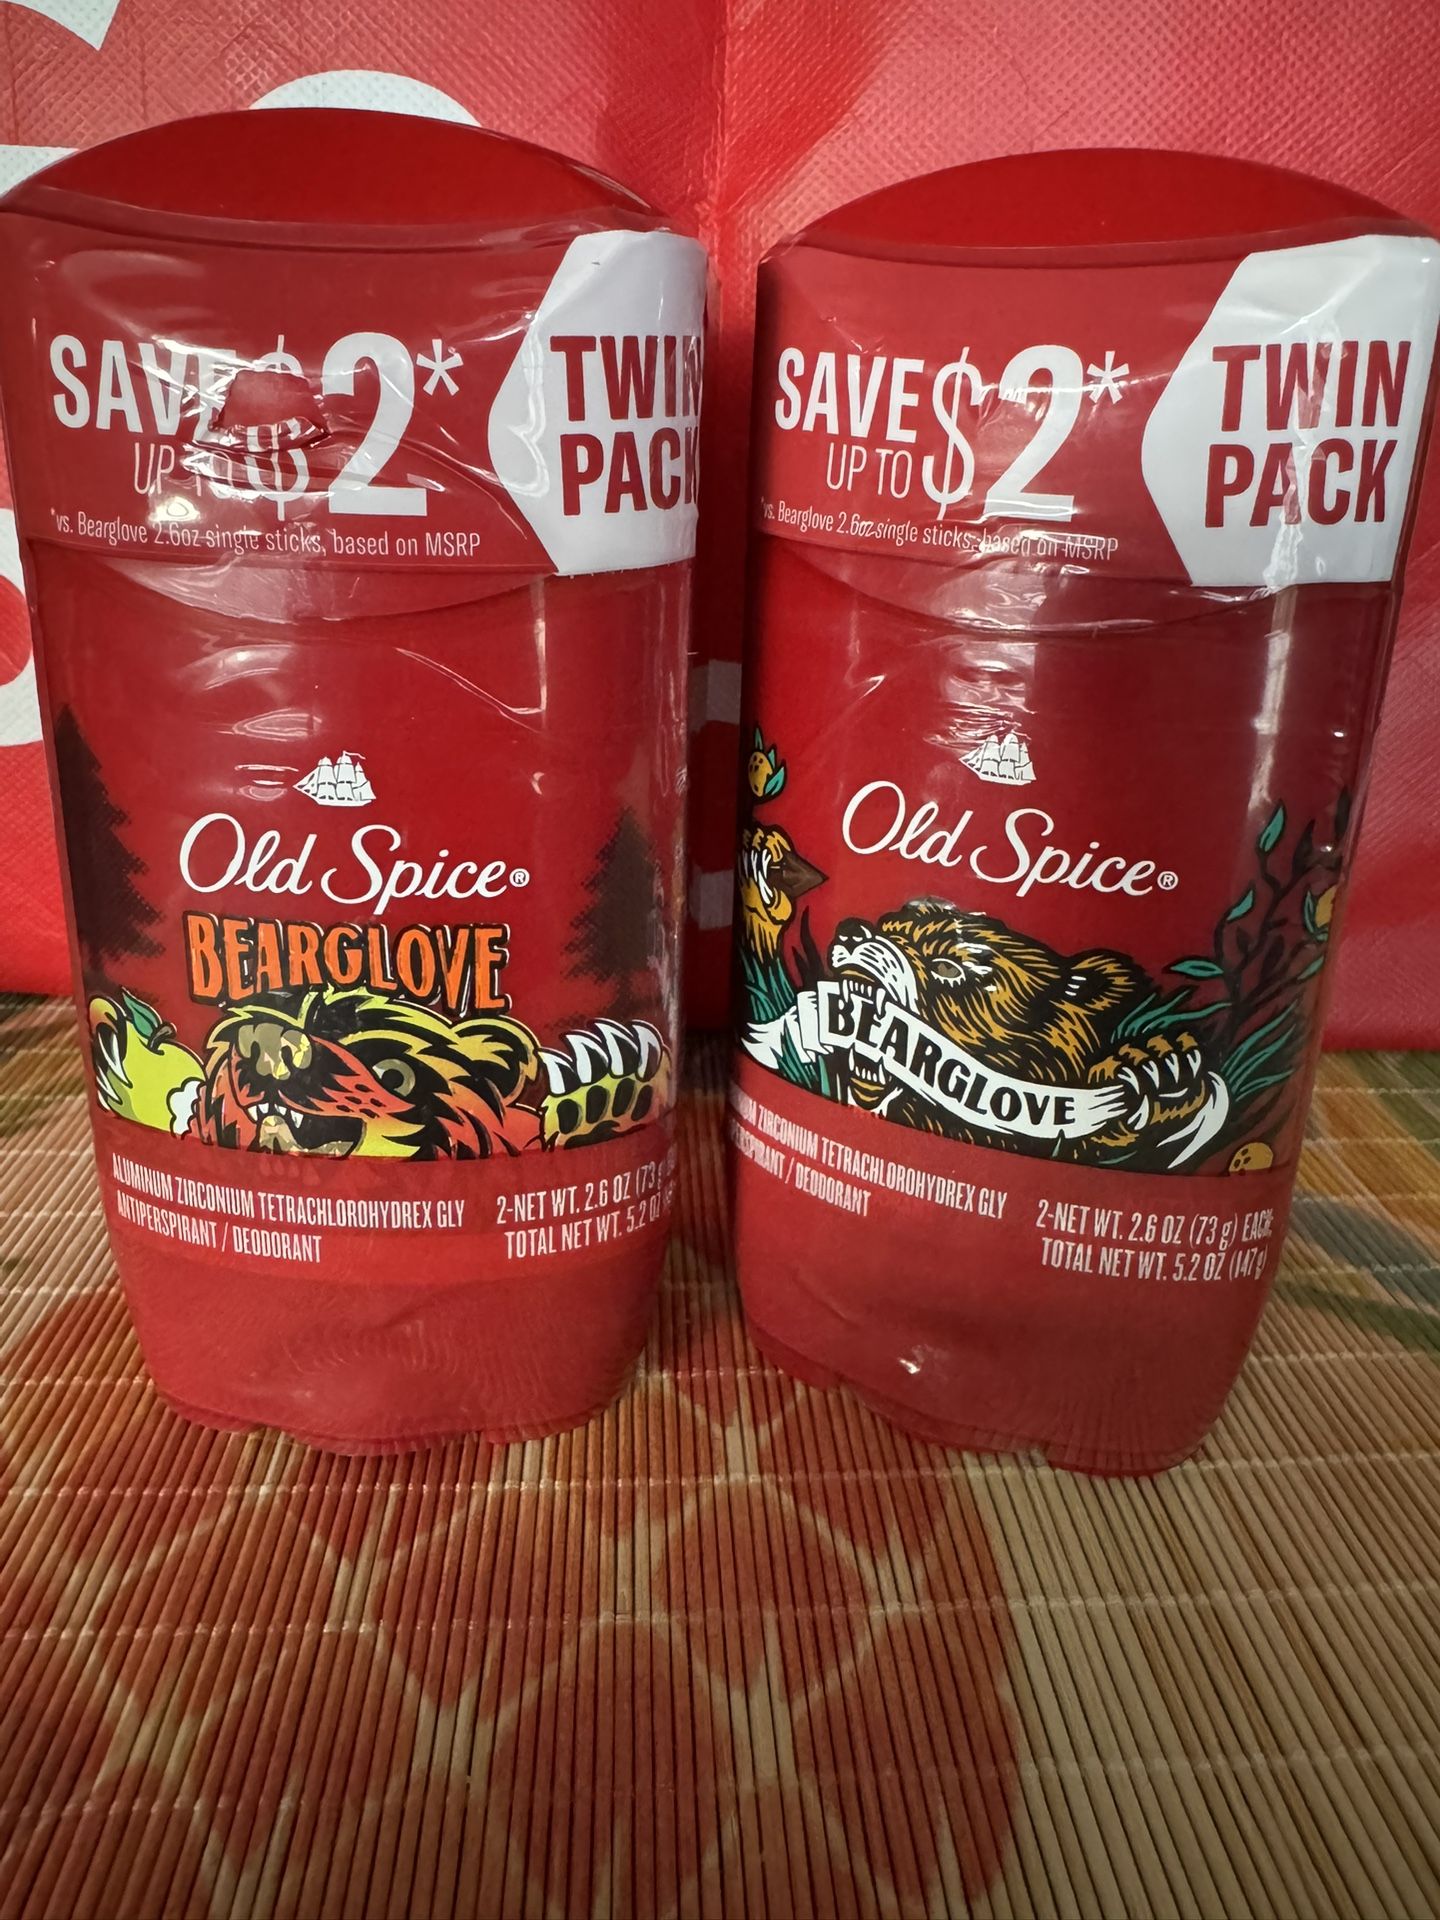 SAVE $2*
UP TO
TWIN
PACK
*vs. Bearglove 2.6oz single sticks, based on MSRP
Old Spice®
BEARGLOVE
ALUMINUM ZIRCONIUM TETRACHLOROHYDREX GLY
ANTIPERSPIRANT / DEODORANT
2-NET WT. 2.6 OZ (73 g)
TOTAL NET WT. 5.2 OZ
SAVE $2*
UP TO
TWIN
PACK
*vs. Bearglove 2.6oz single sticks, based on MSRP
Old Spice®
BEARGLOVE
ZIRCONIUM TETRACHLOROHYDREX GLY
/ DEODORANT
2-NET WT. 2.6 OZ (73 g) EACH;
TOTAL NET WT. 5.2 OZ (147g)